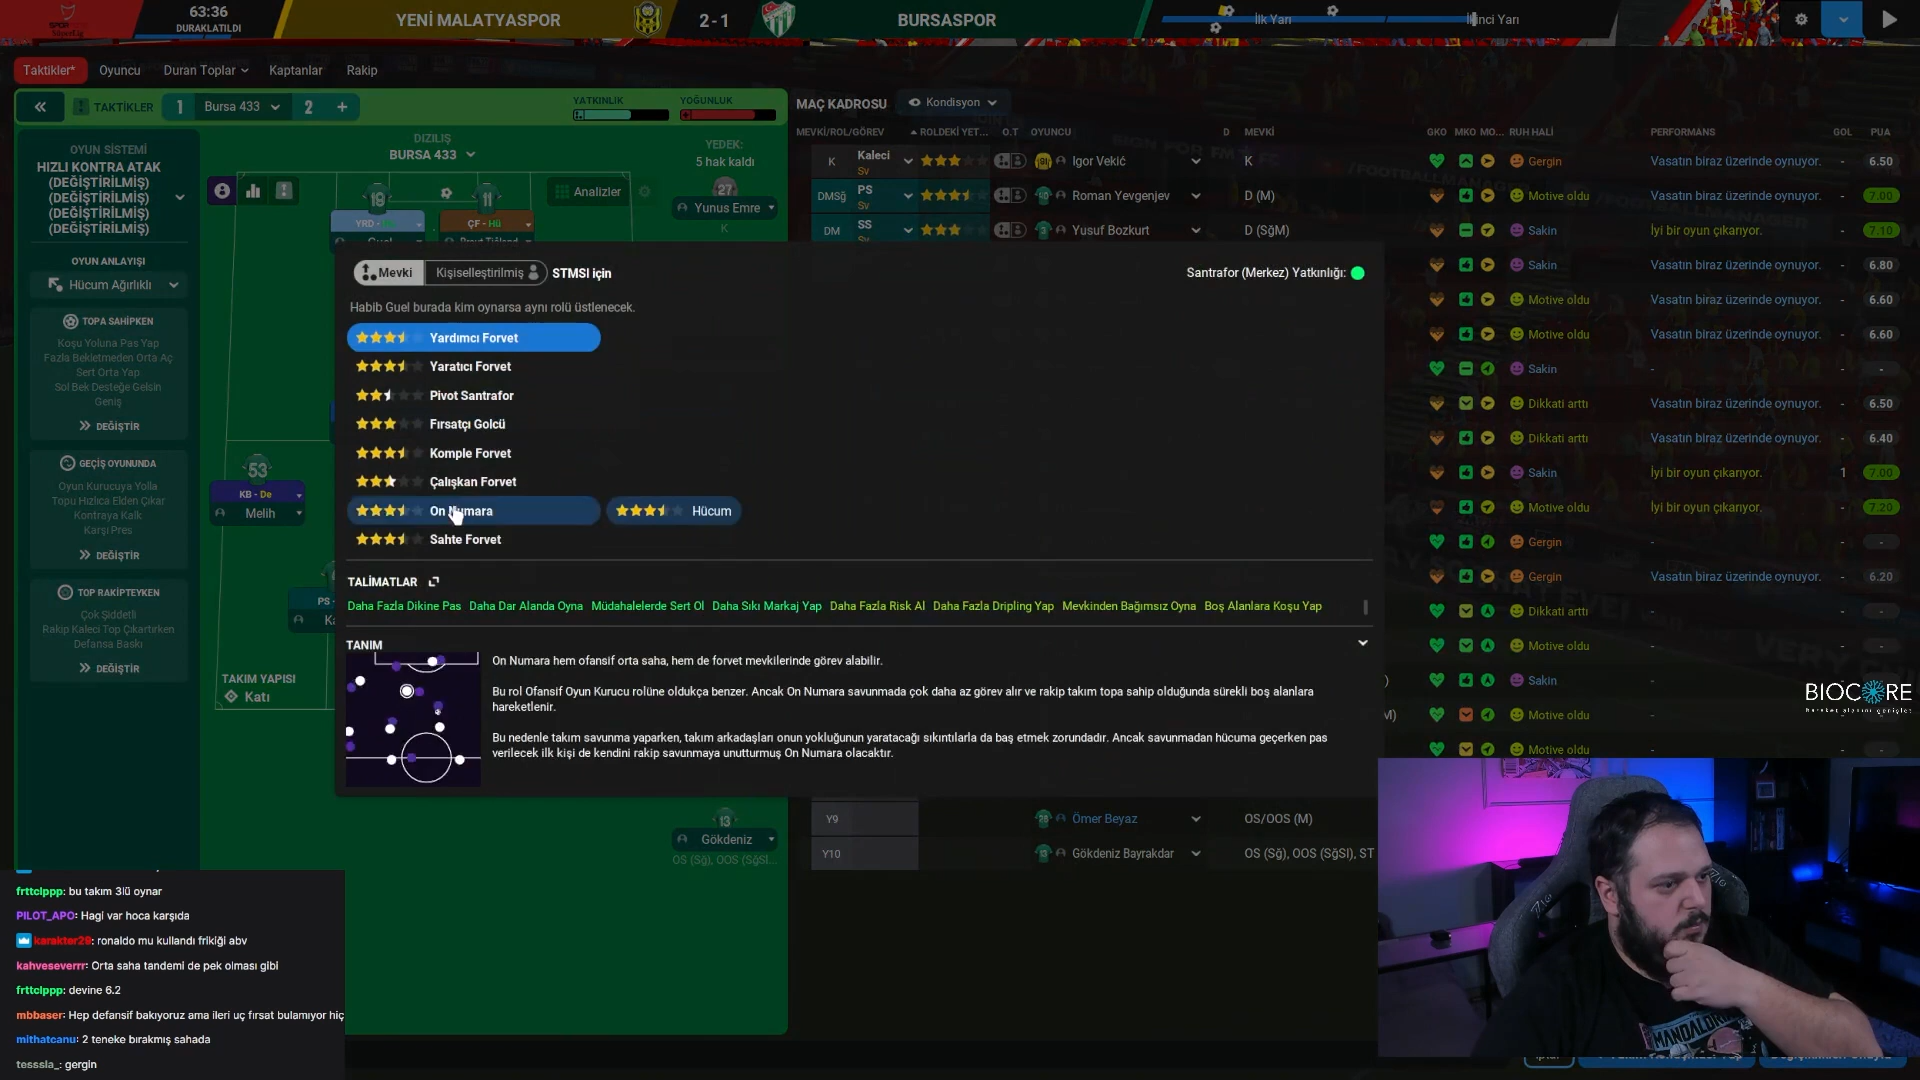 63:36
DURAKLATILDI
YENİ MALATYASPOR
2-1
BURSASPOR
İlk Yarı
İkinci Yarı
Taktikler*
Oyuncu
Duran Toplar
Kaptanlar
Rakip
TAKTİKLER
1
Bursa 433
2
+
YATKINLIK
YOĞUNLUK
MAÇ KADROSU
Kondisyon
OYUN SİSTEMİ
HIZLI KONTRA ATAK
(DEĞİŞTİRİLMİŞ)
(DEĞİŞTİRİLMİŞ)
(DEĞİŞTİRİLMİŞ)
(DEĞİŞTİRİLMİŞ)
OYUN ANLAYIŞI
Hücum Ağırlıklı
TOPA SAHİPKEN
Koşu Yoluna Pas Yap
Fazla Bekletmeden Orta Aç
Sert Orta Yap
Sol Bek Desteğe Gelsin
Geniş
DEĞİŞTİR
GEÇİŞ OYUNUNDA
Oyun Kurucuya Yolla
Topu Hızlıca Elden Çıkar
Kontraya Kalk
Karşı Pres
DEĞİŞTİR
TOP RAKİPTEYKEN
Çok Şiddetli
Rakip Kaleci Top Çıkartırken
Defansa Baskı
DEĞİŞTİR
DİZİLİŞ
BURSA 433
YEDEK:
5 hak kaldı
Analizler
27
Yunus Emre
K
18
YRD -
Guel
11
ÇF - Hü
53
KB - De
Melih
PS -
TAKIM YAPISI
Katı
13
Gökdeniz
OS (Sğ), OOS (SğSl...
MEVKİ/ROL/GÖREV
ROLDEKİ YET...
O.T
OYUNCU
D
MEVKİ
GKO
MKO
MO...
RUH HALİ
PERFORMANS
GOL
PUA
K
Kaleci
Sv
Igor Vekić
K
Gergin
Vasatın biraz üzerinde oynuyor.
-
6.50
DMSğ
PS
Sv
Roman Yevgenjev
D (M)
Motive oldu
Vasatın biraz üzerinde oynuyor.
-
7.00
DM
SS
Sv
3
Yusuf Bozkurt
D (SğM)
Sakin
İyi bir oyun çıkarıyor.
-
7.10
Sakin
Vasatın biraz üzerinde oynuyor.
-
6.80
Motive oldu
Vasatın biraz üzerinde oynuyor.
-
6.60
Motive oldu
Vasatın biraz üzerinde oynuyor.
-
6.60
Sakin
-
-
-
Dikkati arttı
Vasatın biraz üzerinde oynuyor.
-
6.50
Dikkati arttı
Vasatın biraz üzerinde oynuyor.
-
6.40
Sakin
İyi bir oyun çıkarıyor.
1
7.00
Motive oldu
İyi bir oyun çıkarıyor.
-
7.20
Gergin
-
-
-
Gergin
Vasatın biraz üzerinde oynuyor.
-
6.20
Dikkati arttı
-
-
-
Motive oldu
-
-
-
Sakin
-
-
-
Motive oldu
-
-
-
Motive oldu
-
-
-
Mevki
Kişiselleştirilmiş
STMSl için
Santrafor (Merkez) Yatkınlığı:
Habib Guel burada kim oynarsa aynı rolü üstlenecek.
Yardımcı Forvet
Yaratıcı Forvet
Pivot Santrafor
Fırsatçı Golcü
Komple Forvet
Çalışkan Forvet
On Numara
Hücum
Sahte Forvet
TALİMATLAR
Daha Fazla Dikine Pas Daha Dar Alanda Oyna Müdahalelerde Sert Ol Daha Sıkı Markaj Yap Daha Fazla Risk Al Daha Fazla Dripling Yap Mevkinden Bağımsız Oyna Boş Alanlara Koşu Yap
TANIM
On Numara hem ofansif orta saha, hem de forvet mevkilerinde görev alabilir.
Bu rol Ofansif Oyun Kurucu rolüne oldukça benzer. Ancak On Numara savunmada çok daha az görev alır ve rakip takım topa sahip olduğunda sürekli boş alanlara
hareketlenir.
Bu nedenle takım savunma yaparken, takım arkadaşları onun yokluğunun yaratacağı sıkıntılarla da baş etmek zorundadır. Ancak savunmadan hücuma geçerken pas
verilecek ilk kişi de kendini rakip savunmaya unutturmuş On Numara olacaktır.
Y9
Ömer Beyaz
OS/OOS (M)
Y10
Gökdeniz Bayrakdar
OS (Sğ), OOS (SğSl), ST
BIOCORE
frttclppp: bu takım 3lü oynar
PILOT_APO: Hagi var hoca karşıda
karakter29: ronaldo mu kullandı frikiği abv
kahveseverrr: Orta saha tandemi de pek olması gibi
frttclppp: devine 6.2
mbbaser: Hep defansif bakıyoruz ama ileri uç fırsat bulamıyor hiç
mithatcanu: 2 teneke bırakmış sahada
tesssla_: gergin
MANDALORIAN